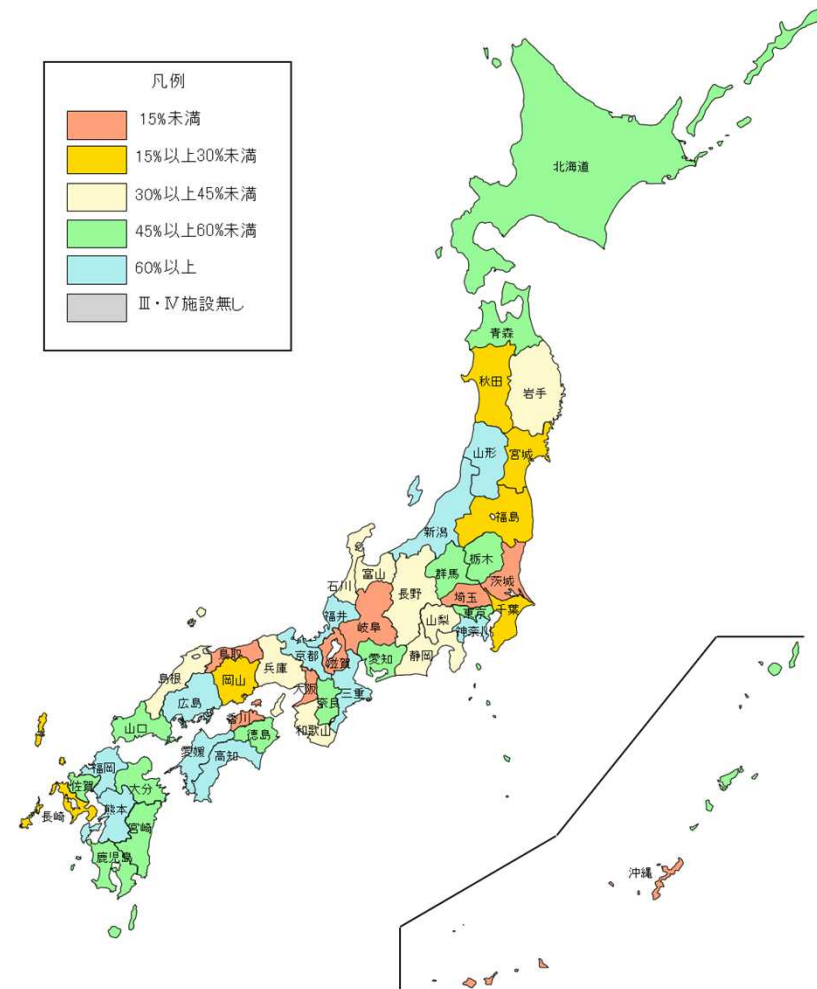 凡例
15%未満
15%以上30%未満
30%以上45%未満
45%以上60%未満
60%以上
Ⅲ・Ⅳ施設無し
北海道
青森
秋田
岩手
山形
宮城
福島
新潟
栃木
群馬
茨城
富山
石川
長野
埼玉
千葉
東京
山梨
神奈川
福井
岐阜
静岡
愛知
滋賀
京都
兵庫
鳥取
島根
岡山
大阪
奈良
三重
和歌山
広島
香川
徳島
山口
愛媛
高知
福岡
佐賀
大分
長崎
熊本
宮崎
鹿児島
沖縄